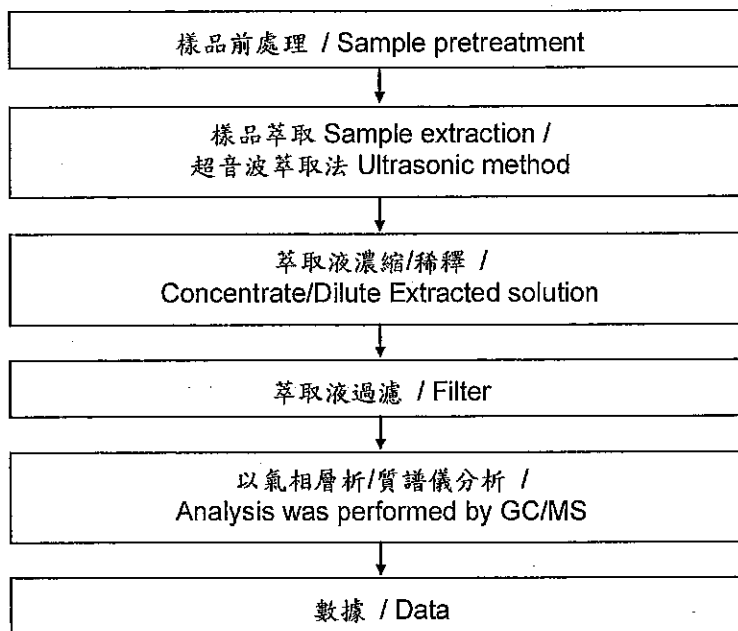 樣品前處理 / Sample pretreatment
樣品萃取 Sample extraction /
超音波萃取法 Ultrasonic method
萃取液濃縮/稀釋 /
Concentrate/Dilute Extracted solution
萃取液過濾 / Filter
以氣相層析/質譜儀分析 /
Analysis was performed by GC/MS
數據 / Data